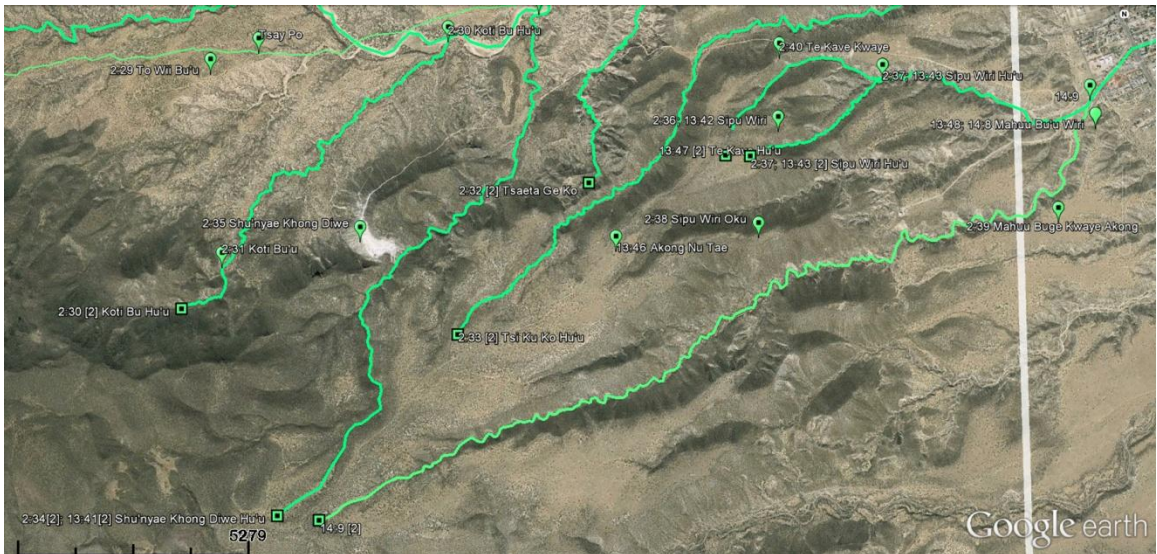 N
2:30 Koti Bu Hu'u
Tsay Po
2:29 To Wii Bu'u
2:40 Te Kave Kwaye
2:37; 13:43 Sipu Wiri Hu'u
14:9
2:36; 13:42 Sipu Wiri
13:48; 14;8 Mahuu Bu'u Wiri
13:47 [2] Te Kave Hu'u
2:37; 13:43 [2] Sipu Wiri Hu'u
2:32 [2] Tsaeta Ge Ko
2:35 Shu'nyae Khong Diwe
2-38 Sipu Wiri Oku
2:39 Mahuu Buge Kwaye Akong
2:31 Koti Bu'u
13:46 Akong Nu Tae
2:30 [2] Koti Bu Hu'u
2:33 [2] Tsi Ku Ko Hu'u
2:34[2]; 13:41[2] Shu'nyae Khong Diwe Hu'u
14:9 [2]
5279
Google earth